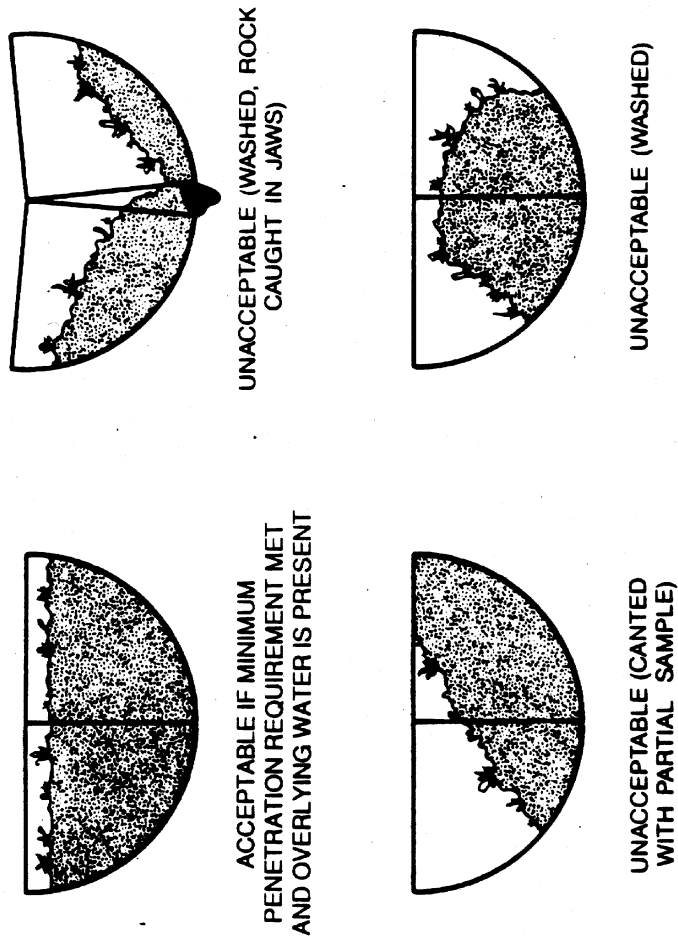 ACCEPTABLE IF MINIMUM
PENETRATION REQUIREMENT MET
AND OVERLYING WATER IS PRESENT
UNACCEPTABLE (WASHED, ROCK
CAUGHT IN JAWS)
UNACCEPTABLE (CANTED
WITH PARTIAL SAMPLE)
UNACCEPTABLE (WASHED)